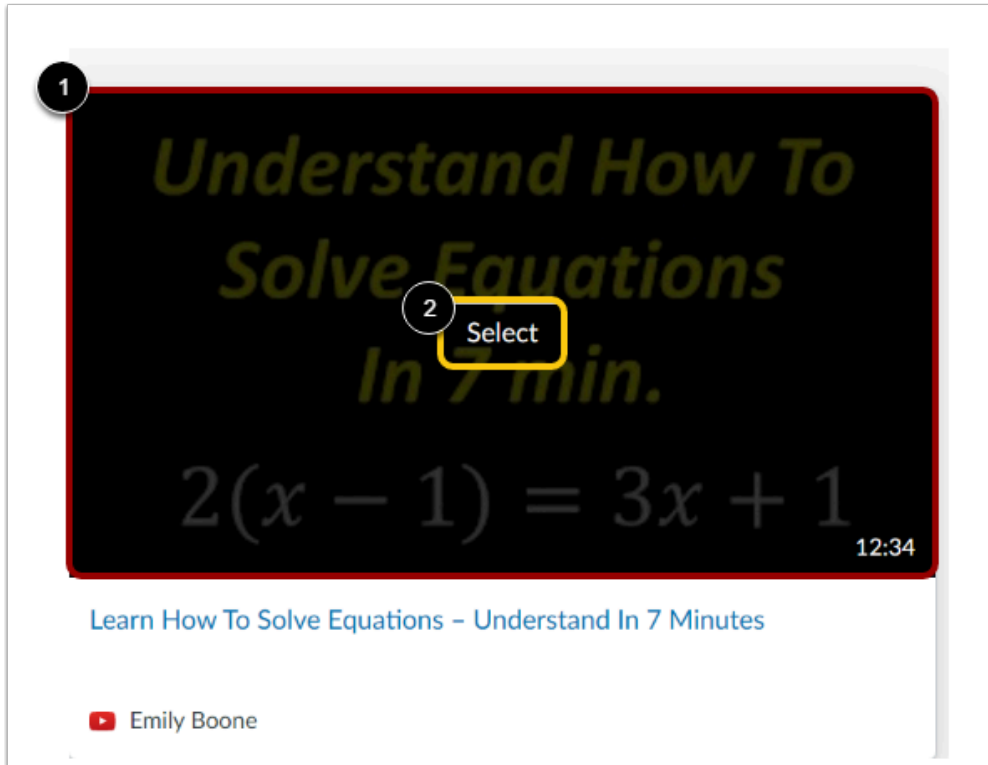 1
Understand How To
Solve Equations
2
Select
In 7 min.
2(x − 1) = 3x + 1
12:34
Learn How To Solve Equations – Understand In 7 Minutes
Emily Boone